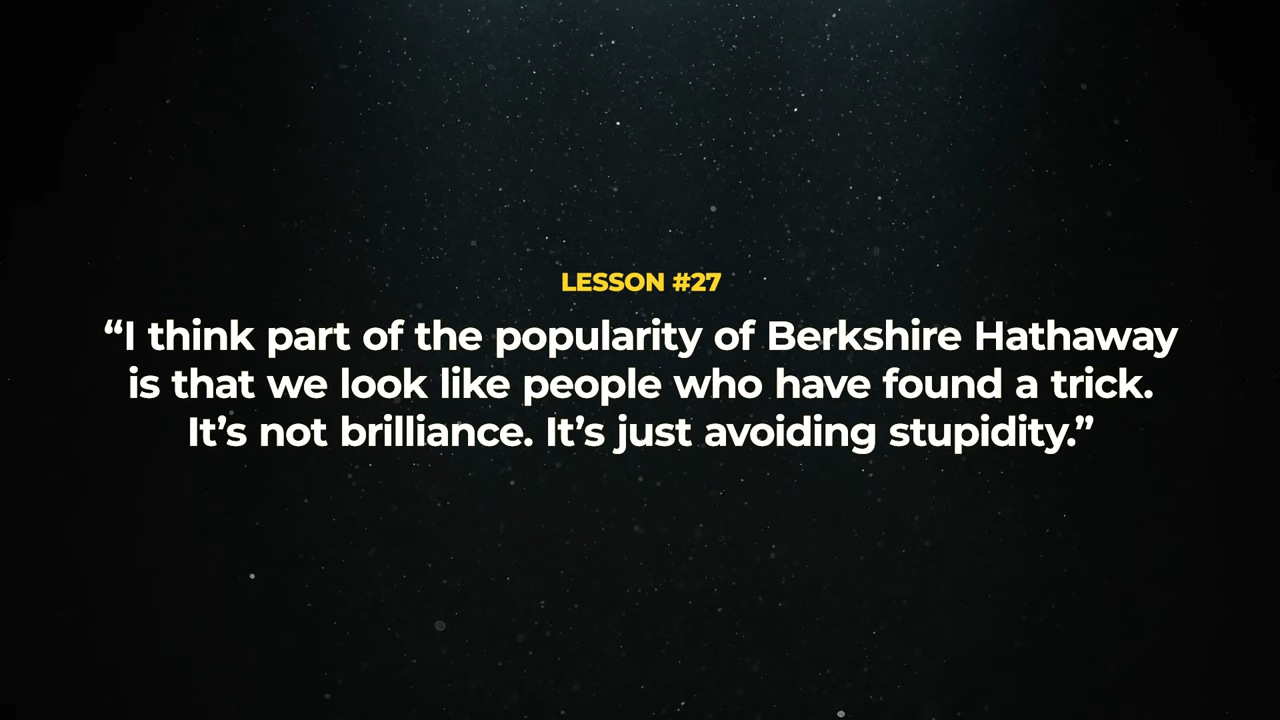 LESSON #27
“I think part of the popularity of Berkshire Hathaway
is that we look like people who have found a trick.
It’s not brilliance. It’s just avoiding stupidity.”